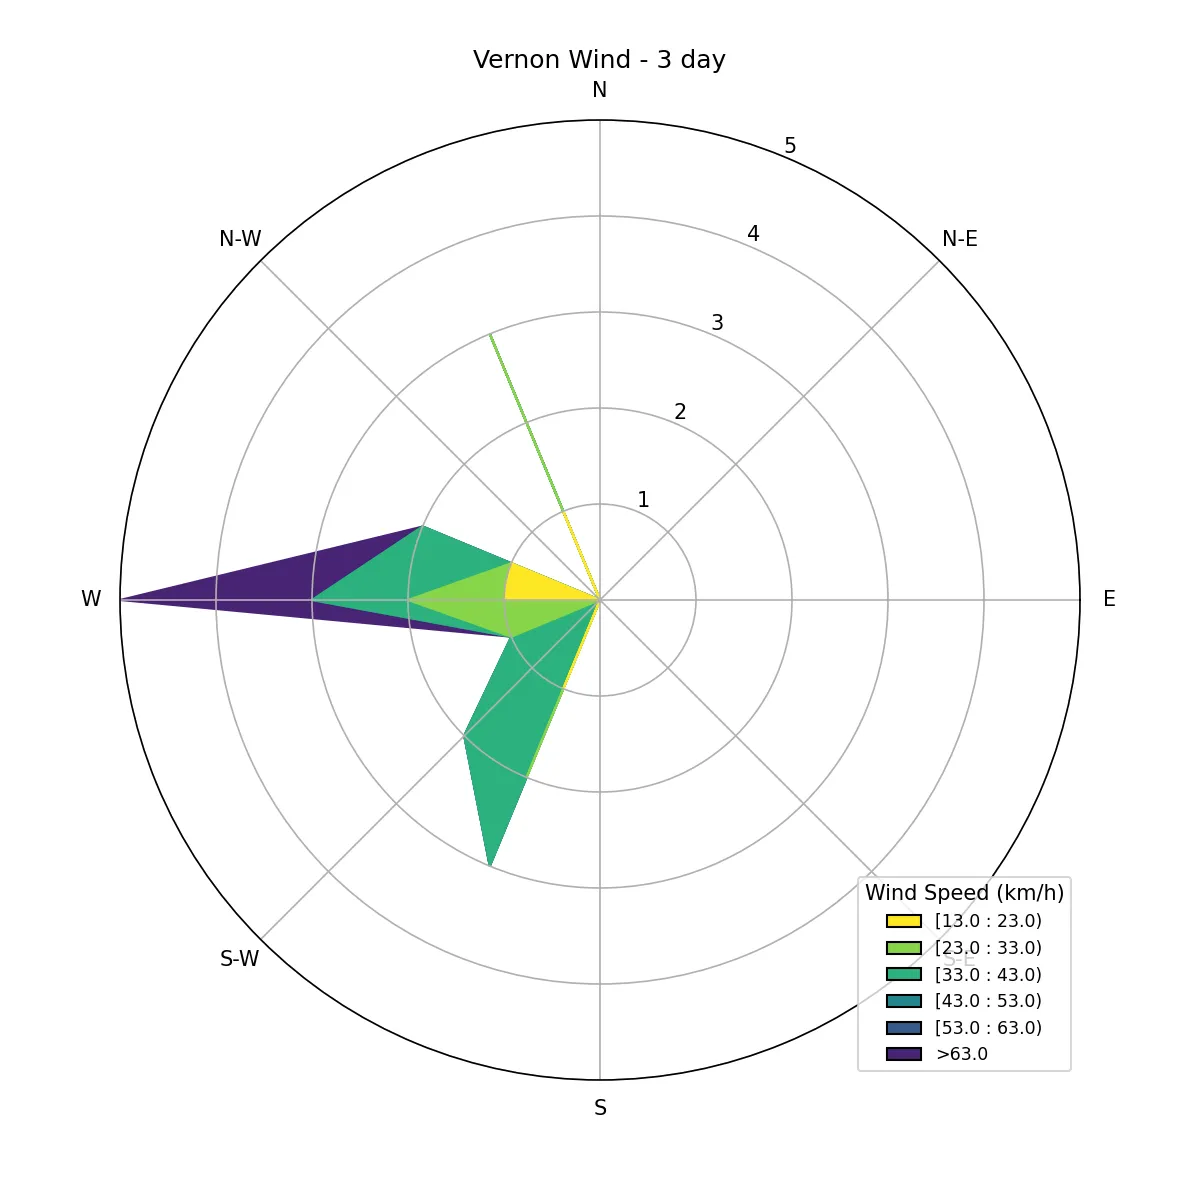 Vernon Wind - 3 day
N
5
N-W
N-E
4
3
2
1
W
E
S-W
S-E
S
Wind Speed (km/h)
[13.0 : 23.0)
[23.0 : 33.0)
[33.0 : 43.0)
[43.0 : 53.0)
[53.0 : 63.0)
>63.0